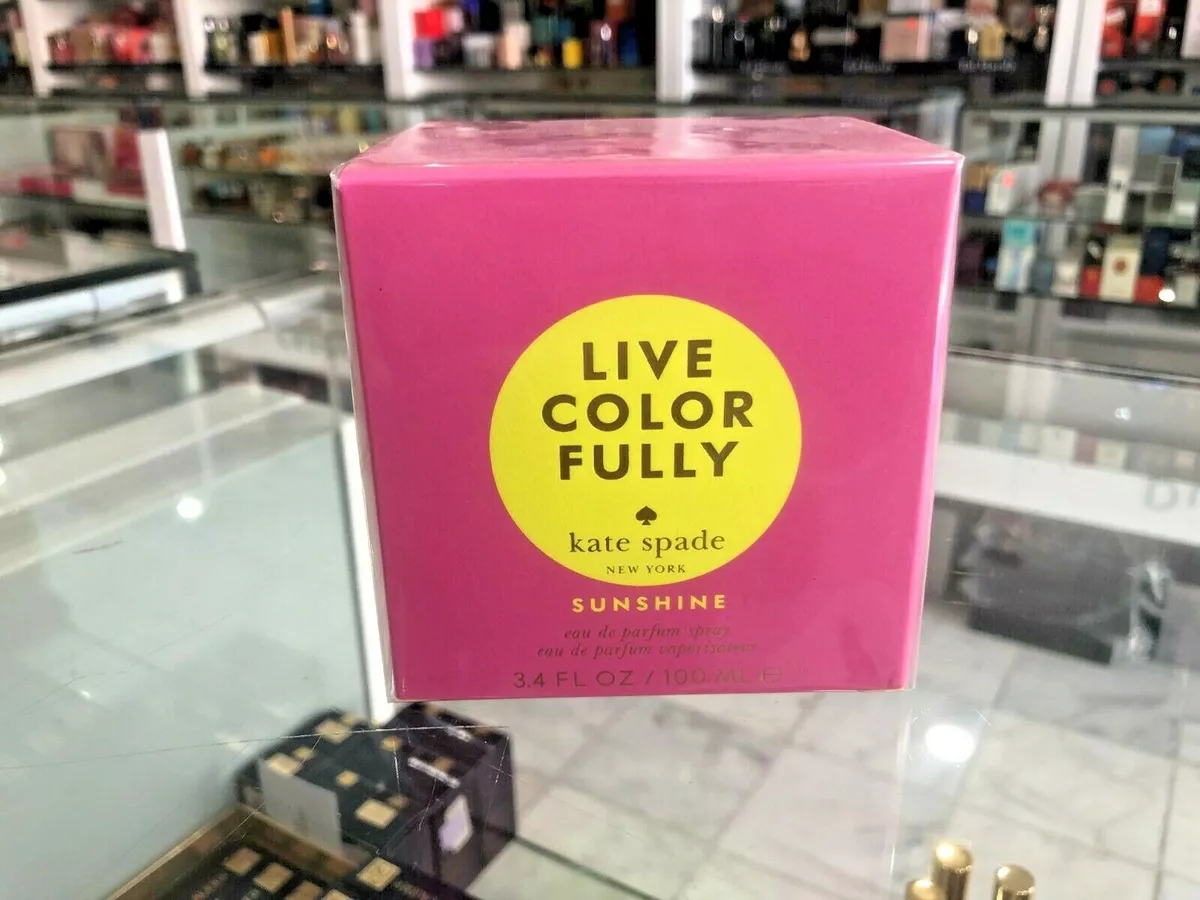 LIVE
COLOR
FULLY
kate spade
NEW YORK
SUNSHINE
eau de parfum spray
eau de parfum vaporisateur
3.4 FL OZ / 100 ML ℮